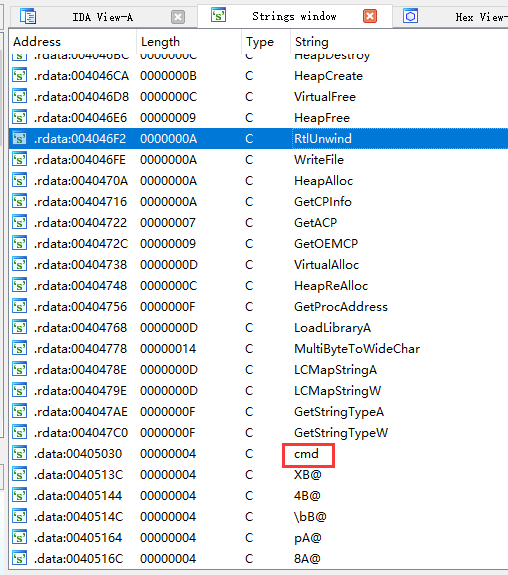 IDA View-A Strings window Hex View-
Address Length Type String
.rdata:004046BC 0000000C C HeapDestroy
.rdata:004046CA 0000000B C HeapCreate
.rdata:004046D8 0000000C C VirtualFree
.rdata:004046E6 00000009 C HeapFree
.rdata:004046F2 0000000A C RtlUnwind
.rdata:004046FE 0000000A C WriteFile
.rdata:0040470A 0000000A C HeapAlloc
.rdata:00404716 0000000A C GetCPInfo
.rdata:00404722 00000007 C GetACP
.rdata:0040472C 00000009 C GetOEMCP
.rdata:00404738 0000000D C VirtualAlloc
.rdata:00404748 0000000C C HeapReAlloc
.rdata:00404756 0000000F C GetProcAddress
.rdata:00404768 0000000D C LoadLibraryA
.rdata:00404778 00000014 C MultiByteToWideChar
.rdata:0040478E 0000000D C LCMapStringA
.rdata:0040479E 0000000D C LCMapStringW
.rdata:004047AE 0000000F C GetStringTypeA
.rdata:004047C0 0000000F C GetStringTypeW
.data:00405030 00000004 C cmd
.data:0040513C 00000004 C XB@
.data:00405144 00000004 C 4B@
.data:0040514C 00000004 C \bB@
.data:00405164 00000004 C pA@
.data:0040516C 00000004 C 8A@